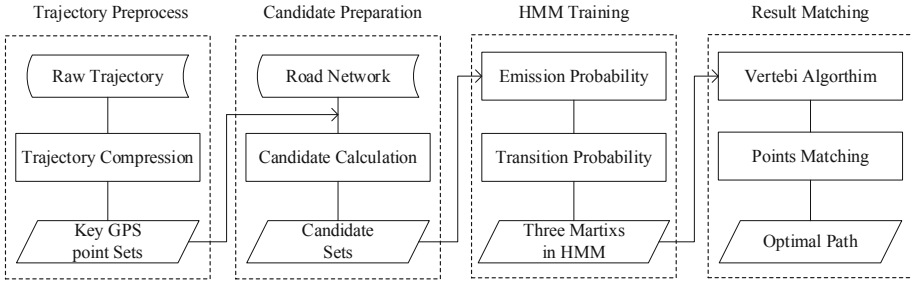 Trajectory Preprocess
Raw Trajectory
Trajectory Compression
Key GPS
point Sets
Candidate Preparation
Road Network
Candidate Calculation
Candidate
Sets
HMM Training
Emission Probability
Transition Probability
Three Martixs
in HMM
Result Matching
Vertebi Algorthim
Points Matching
Optimal Path